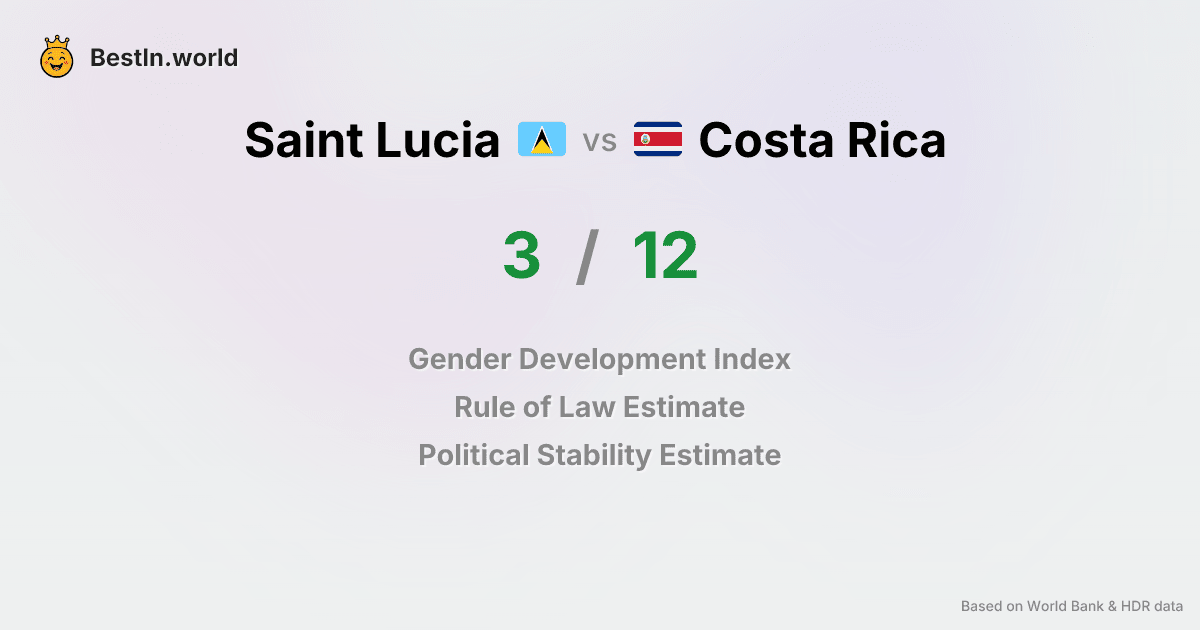 BestIn.world
Saint Lucia vs Costa Rica
3 / 12
Gender Development Index
Rule of Law Estimate
Political Stability Estimate
Based on World Bank & HDR data